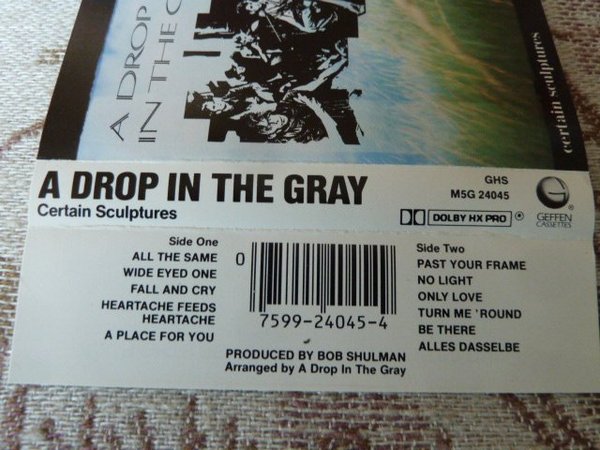 A DROP
IN THE G
certain sculptures
A DROP IN THE GRAY
Certain Sculptures
GHS
M5G 24045
DOLBY HX PRO
GEFFEN
CASSETTES
Side One
ALL THE SAME
WIDE EYED ONE
FALL AND CRY
HEARTACHE FEEDS
HEARTACHE
A PLACE FOR YOU
0
7599-24045-4
PRODUCED BY BOB SHULMAN
Arranged by A Drop In The Gray
Side Two
PAST YOUR FRAME
NO LIGHT
ONLY LOVE
TURN ME 'ROUND
BE THERE
ALLES DASSELBE